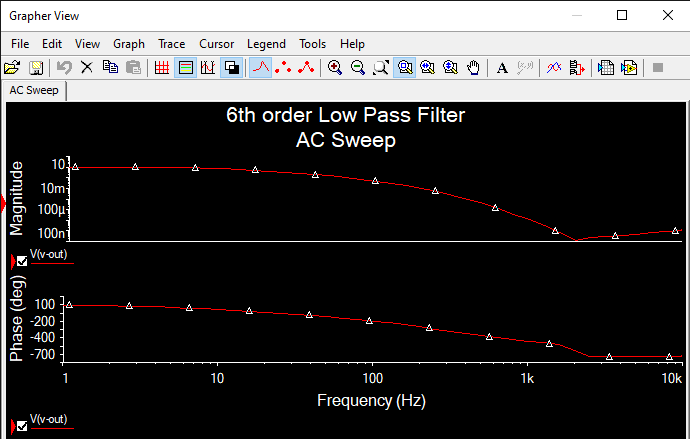 Grapher View
File Edit View Graph Trace Cursor Legend Tools Help
A
AC Sweep
6th order Low Pass Filter
AC Sweep
Magnitude
10
10m
100µ
100n
V(v-out)
Phase (deg)
100
-200
-400
-700
1 10 100 1k 10k
Frequency (Hz)
V(v-out)